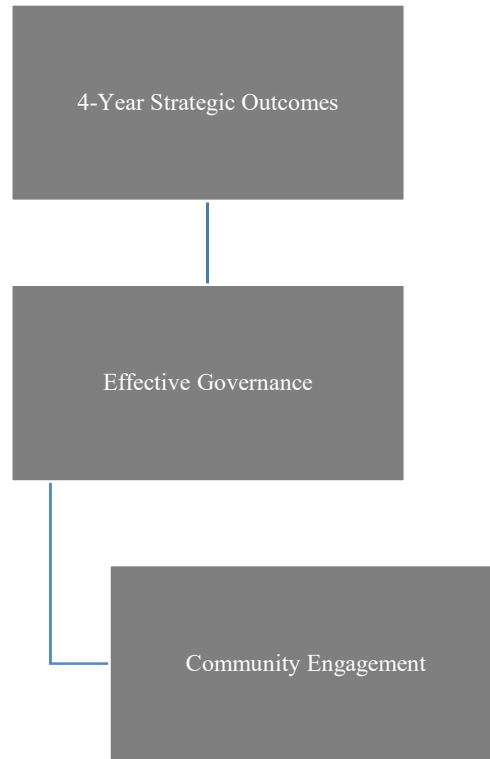 4-Year Strategic Outcomes
Effective Governance
Community Engagement